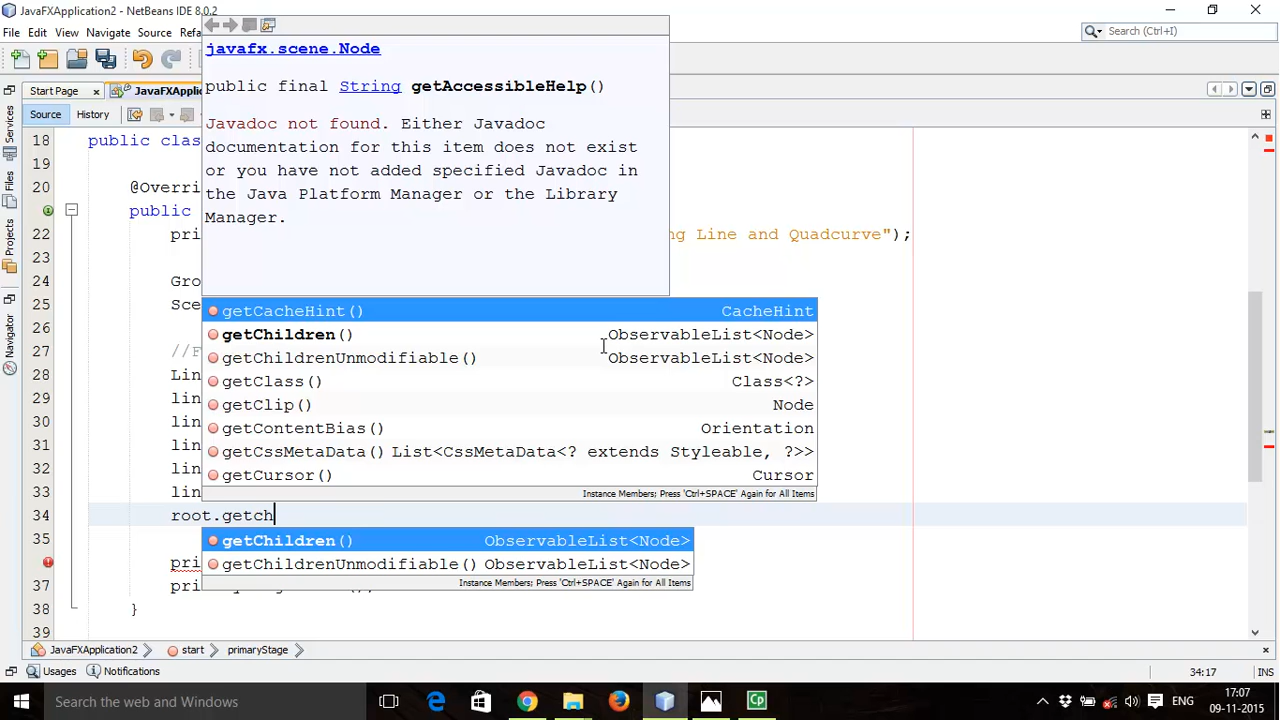 JavaFXApplication2 - NetBeans IDE 8.0.2
File Edit View Navigate Source Refa
Search (Ctrl+I)
Start Page
JavaFXApplic
Source History
Services
Files
Projects
Navigator
javafx.scene.Node
public final String getAccessibleHelp()
Javadoc not found. Either Javadoc
documentation for this item does not exist
or you have not added specified Javadoc in
the Java Platform Manager or the Library
Manager.
18 public clas
19
20 @Overri
public
22 pri ng Line and Quadcurve");
23
24 Gro
25 Sce
26
27 //F
28 Lin
29 lin
30 lin
31 lin
32 lin
33 lin
34 root.getch
35
pri
37 pri
38 }
39
getCacheHint() CacheHint
getChildren() ObservableList<Node>
getChildrenUnmodifiable() ObservableList<Node>
getClass() Class<?>
getClip() Node
getContentBias() Orientation
getCssMetaData() List<CssMetaData<? extends Styleable, ?>>
getCursor() Cursor
Instance Members; Press 'Ctrl+SPACE' Again for All Items
getChildren() ObservableList<Node>
getChildrenUnmodifiable() ObservableList<Node>
Instance Members; Press 'Ctrl+SPACE' Again for All Items
JavaFXApplication2 start primaryStage
Usages Notifications
34:17 INS
Search the web and Windows
Cp
ENG
17:07
09-11-2015